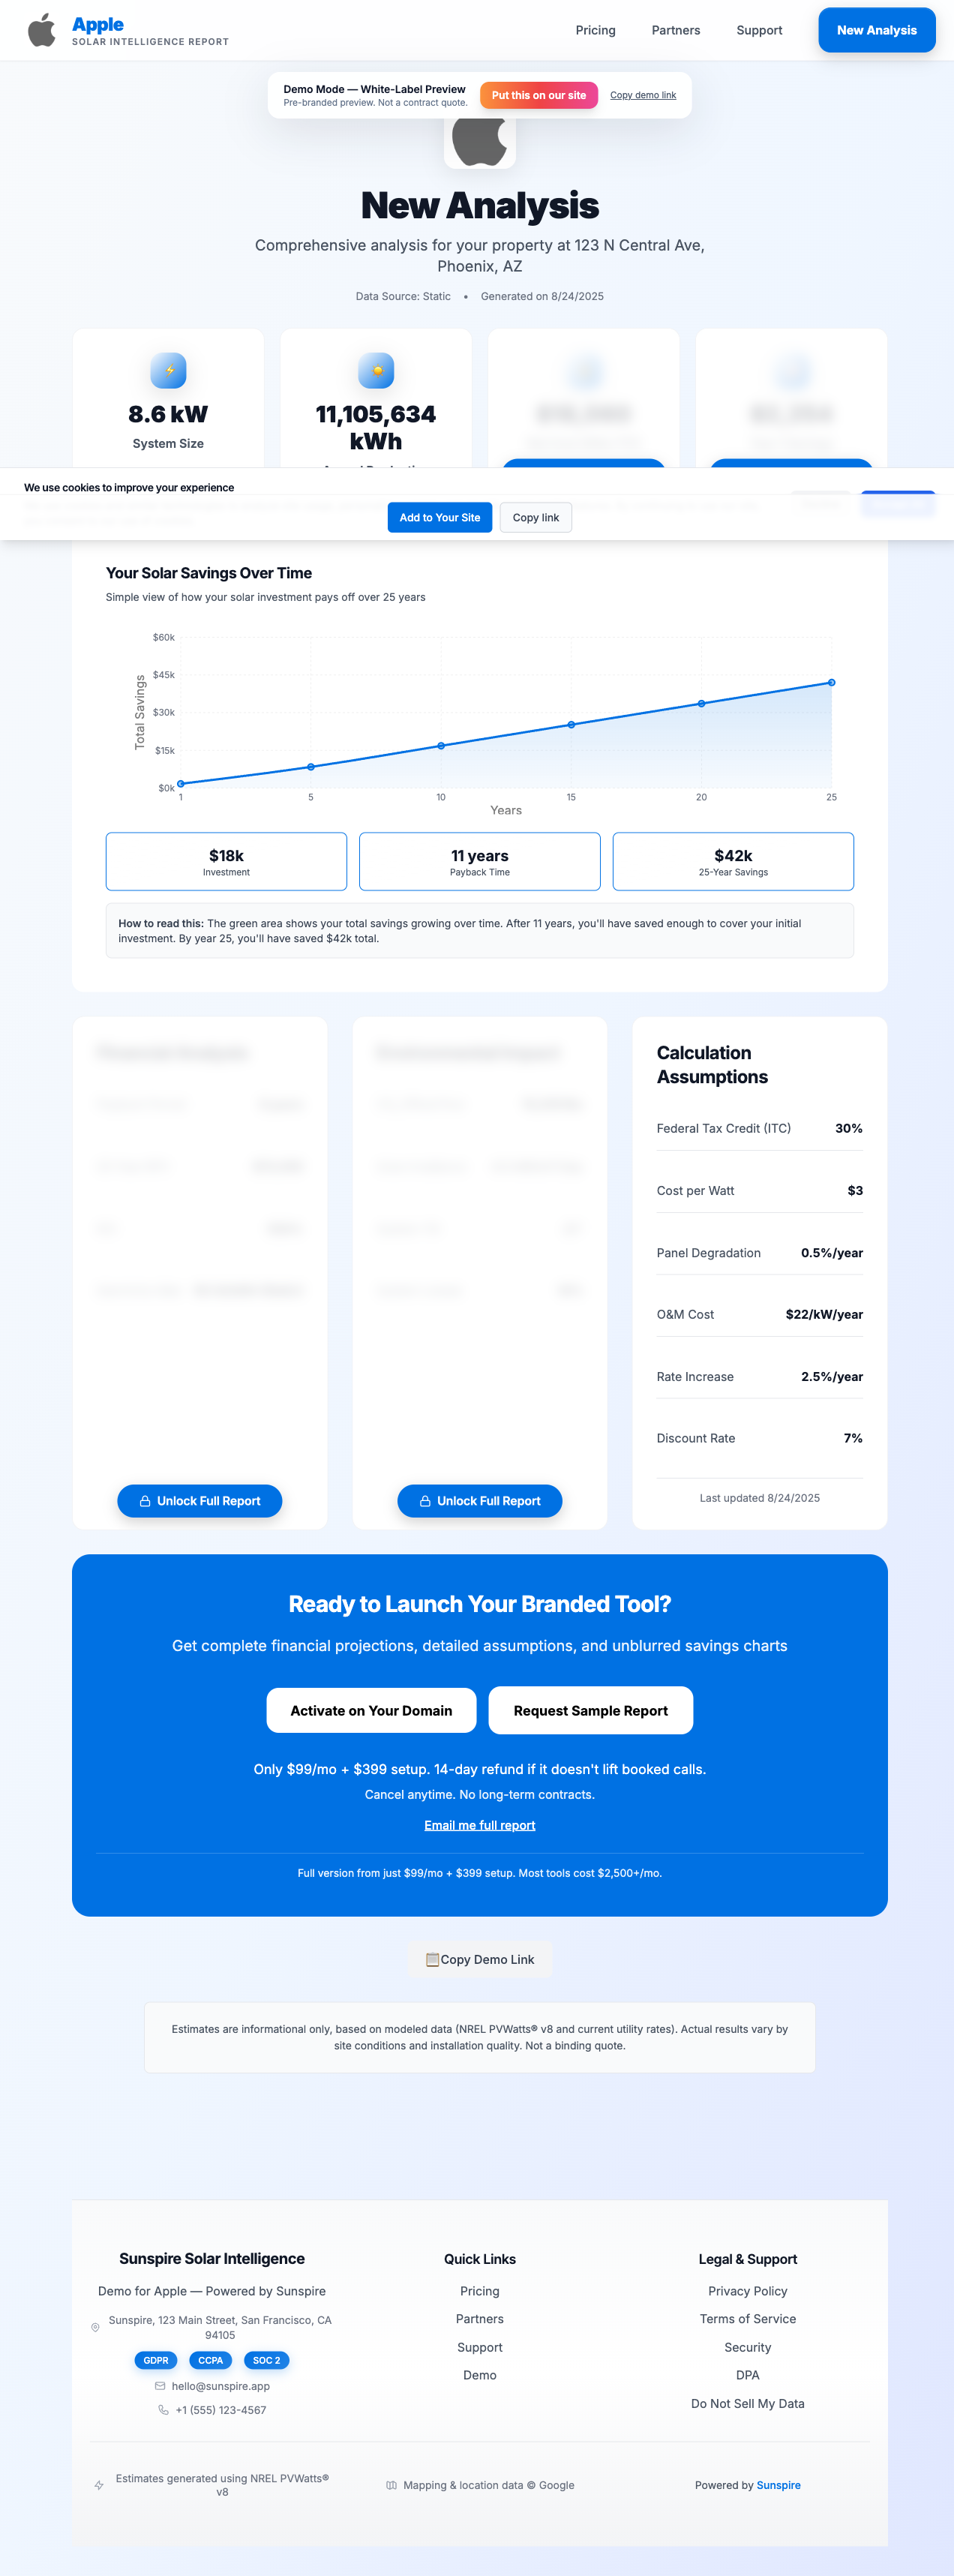 Apple
SOLAR INTELLIGENCE REPORT
Pricing
Partners
Support
New Analysis
Demo Mode — White-Label Preview
Pre-branded preview. Not a contract quote.
Put this on our site
Copy demo link
New Analysis
Comprehensive analysis for your property at 123 N Central Ave,
Phoenix, AZ
Data Source: Static • Generated on 8/24/2025
8.6 kW
System Size
11,105,634
kWh
We use cookies to improve your experience
Add to Your Site
Copy link
Your Solar Savings Over Time
Simple view of how your solar investment pays off over 25 years
$60k
$45k
$30k
$15k
$0k
Total Savings
1
5
10
15
20
25
Years
$18k
Investment
11 years
Payback Time
$42k
25-Year Savings
How to read this: The green area shows your total savings growing over time. After 11 years, you'll have saved enough to cover your initial
investment. By year 25, you'll have saved $42k total.
Unlock Full Report
Unlock Full Report
Calculation
Assumptions
Federal Tax Credit (ITC) 30%
Cost per Watt $3
Panel Degradation 0.5%/year
O&M Cost $22/kW/year
Rate Increase 2.5%/year
Discount Rate 7%
Last updated 8/24/2025
Ready to Launch Your Branded Tool?
Get complete financial projections, detailed assumptions, and unblurred savings charts
Activate on Your Domain
Request Sample Report
Only $99/mo + $399 setup. 14-day refund if it doesn't lift booked calls.
Cancel anytime. No long-term contracts.
Email me full report
Full version from just $99/mo + $399 setup. Most tools cost $2,500+/mo.
Copy Demo Link
Estimates are informational only, based on modeled data (NREL PVWatts® v8 and current utility rates). Actual results vary by
site conditions and installation quality. Not a binding quote.
Sunspire Solar Intelligence
Demo for Apple — Powered by Sunspire
Sunspire, 123 Main Street, San Francisco, CA
94105
GDPR
CCPA
SOC 2
hello@sunspire.app
+1 (555) 123-4567
Quick Links
Pricing
Partners
Support
Demo
Legal & Support
Privacy Policy
Terms of Service
Security
DPA
Do Not Sell My Data
Estimates generated using NREL PVWatts®
v8
Mapping & location data © Google
Powered by Sunspire